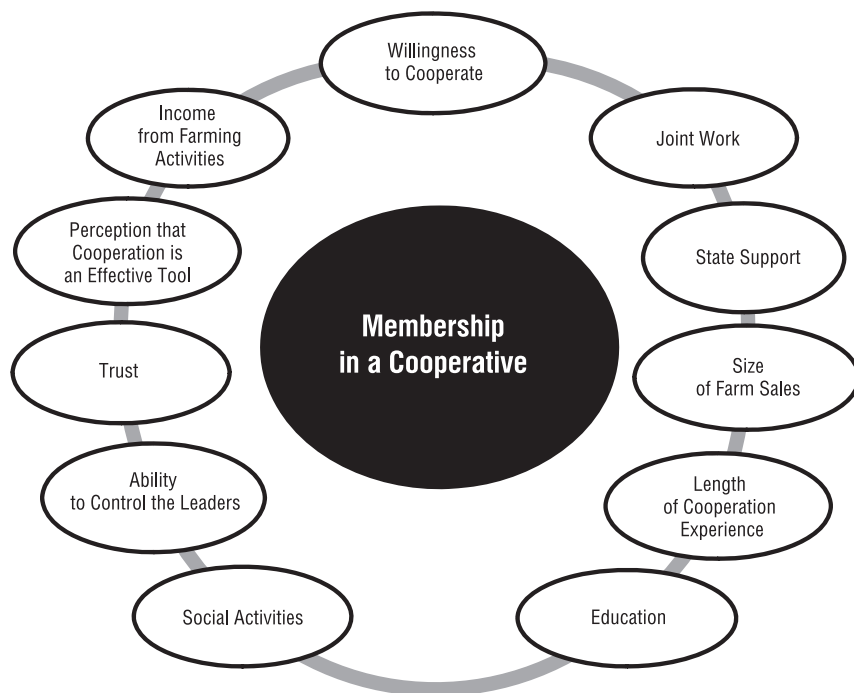 Willingness
to Cooperate
Income
from Farming
Activities
Joint Work
Perception that
Cooperation is
an Effective Tool
State Support
Membership
in a Cooperative
Trust
Size
of Farm Sales
Ability
to Control the Leaders
Length
of Cooperation
Experience
Social Activities
Education